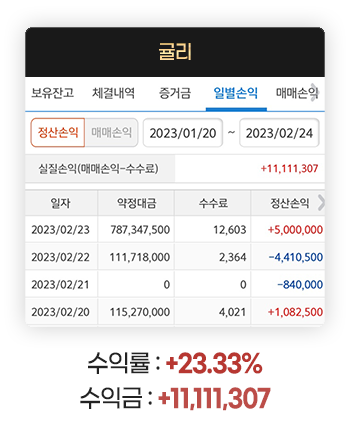 귤리
보유잔고 체결내역 증거금 일별손익 매매손익
정산손익 매매손익 2023/01/20 ~ 2023/02/24
실질손익(매매손익-수수료) +11,111,307
일자 약정대금 수수료 정산손익
2023/02/23 787,347,500 12,603 +5,000,000
2023/02/22 111,718,000 2,364 -4,410,500
2023/02/21 0 0 -840,000
2023/02/20 115,270,000 4,021 +1,082,500
수익률 : +23.33%
수익금 : +11,111,307